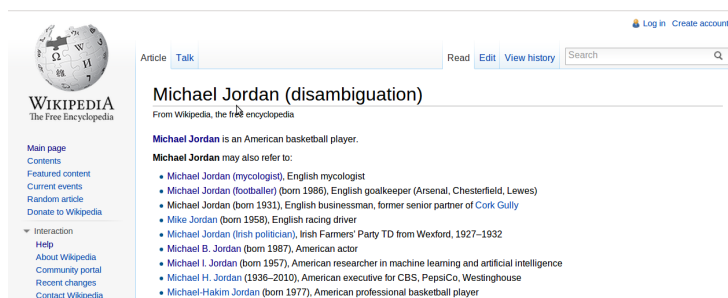 Log in Create account
Article Talk Read Edit View history Search
WIKIPEDIA
The Free Encyclopedia
Michael Jordan (disambiguation)
From Wikipedia, the free encyclopedia
Michael Jordan is an American basketball player.
Michael Jordan may also refer to:
Michael Jordan (mycologist), English mycologist
Michael Jordan (footballer) (born 1986), English goalkeeper (Arsenal, Chesterfield, Lewes)
Michael Jordan (born 1931), English businessman, former senior partner of Cork Gully
Mike Jordan (born 1958), English racing driver
Michael Jordan (Irish politician), Irish Farmers' Party TD from Wexford, 1927–1932
Michael B. Jordan (born 1987), American actor
Michael I. Jordan (born 1957), American researcher in machine learning and artificial intelligence
Michael H. Jordan (1936–2010), American executive for CBS, PepsiCo, Westinghouse
Michael-Hakim Jordan (born 1977), American professional basketball player
Main page
Contents
Featured content
Current events
Random article
Donate to Wikipedia
Interaction
Help
About Wikipedia
Community portal
Recent changes
Contact Wikipedia